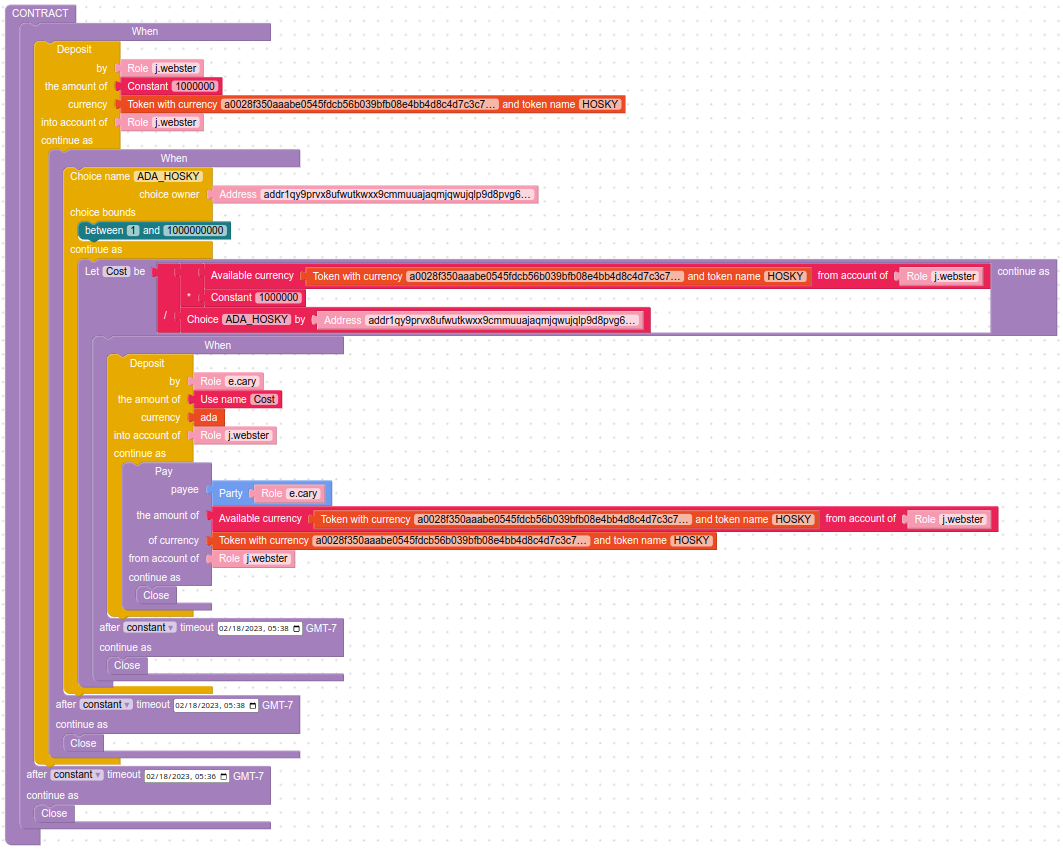 CONTRACT
When
Deposit
by Role j.webster
the amount of Constant 1000000
currency Token with currency a0028f350aaabe0545fdcb56b039bfb08e4bb4d8c4d7c3c7... and token name HOSKY
into account of Role j.webster
continue as
When
Choice name ADA_HOSKY
choice owner Address addr1qy9prvx8ufwutkwxx9cmmuuajaqmjqwujqlp9d8pvg6...
choice bounds
between 1 and 1000000000
continue as
Let Cost be Available currency Token with currency a0028f350aaabe0545fdcb56b039bfb08e4bb4d8c4d7c3c7... and token name HOSKY from account of Role j.webster continue as
* Constant 1000000
/ Choice ADA_HOSKY by Address addr1qy9prvx8ufwutkwxx9cmmuuajaqmjqwujqlp9d8pvg6...
When
Deposit
by Role e.cary
the amount of Use name Cost
currency ada
into account of Role j.webster
continue as
Pay
payee Party Role e.cary
the amount of Available currency Token with currency a0028f350aaabe0545fdcb56b039bfb08e4bb4d8c4d7c3c7... and token name HOSKY from account of Role j.webster
of currency Token with currency a0028f350aaabe0545fdcb56b039bfb08e4bb4d8c4d7c3c7... and token name HOSKY
from account of Role j.webster
continue as
Close
after constant timeout 02/18/2023, 05:38 GMT-7
continue as
Close
after constant timeout 02/18/2023, 05:38 GMT-7
continue as
Close
after constant timeout 02/18/2023, 05:36 GMT-7
continue as
Close